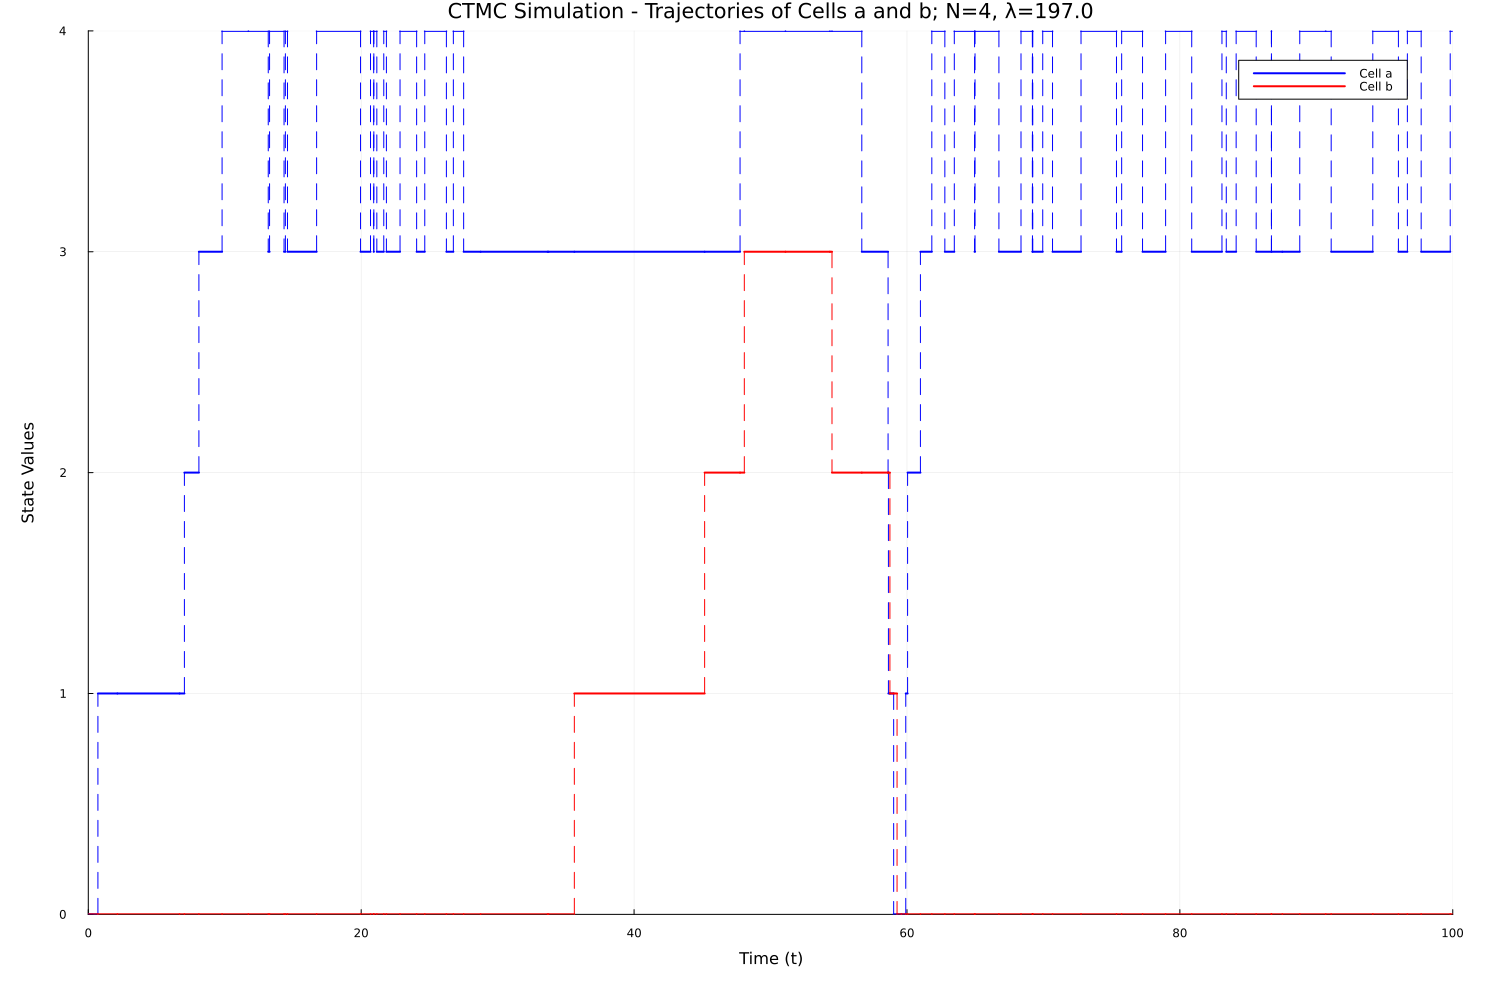 CTMC Simulation - Trajectories of Cells a and b; N=4, λ=197.0
4
Cell a
Cell b
3
State Values
2
1
0
0 20 40 60 80 100
Time (t)